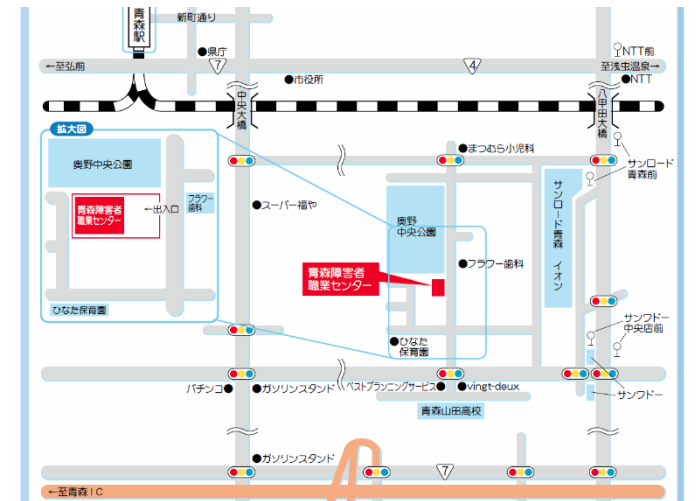 青森駅
新町通り
●県庁
7
4
NTT前
←至弘前
至浅虫温泉→
●市役所
●NTT
中央大橋
八甲田大橋
拡大図
奥野中央公園
青森障害者
職業センター
←出入口
フラワー
歯科
ひなた保育園
●まつむら小児科
サンロード
青森前
●スーパー福や
奥野
中央公園
サンロード青森 イオン
●フラワー歯科
青森障害者
職業センター
サンワドー
中央店前
●ひなた
保育園
パチンコ●
●ガソリンスタンド
ベストプランニングサービス●
●vingt-deux
サンワドー
青森山田高校
●ガソリンスタンド
7
←至青森IC